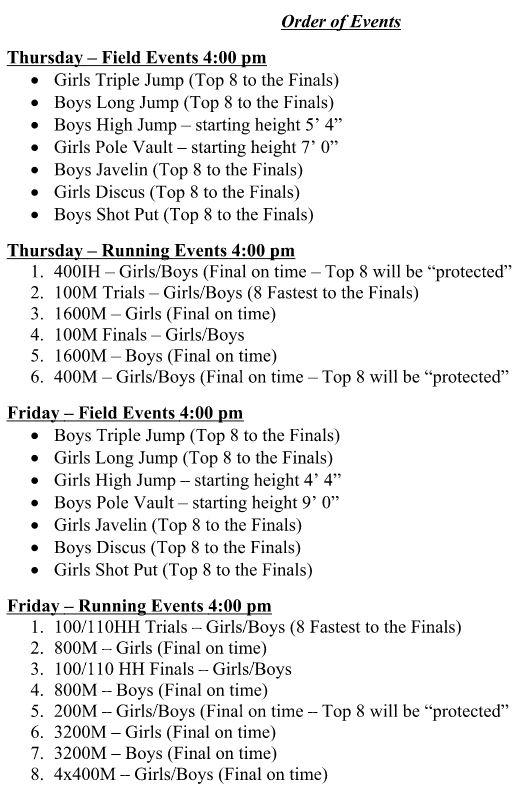 Order of Events
Thursday – Field Events 4:00 pm
• Girls Triple Jump (Top 8 to the Finals)
• Boys Long Jump (Top 8 to the Finals)
• Boys High Jump – starting height 5’ 4”
• Girls Pole Vault – starting height 7’ 0”
• Boys Javelin (Top 8 to the Finals)
• Girls Discus (Top 8 to the Finals)
• Boys Shot Put (Top 8 to the Finals)
Thursday – Running Events 4:00 pm
1. 400IH – Girls/Boys (Final on time – Top 8 will be “protected”
2. 100M Trials – Girls/Boys (8 Fastest to the Finals)
3. 1600M – Girls (Final on time)
4. 100M Finals – Girls/Boys
5. 1600M – Boys (Final on time)
6. 400M – Girls/Boys (Final on time – Top 8 will be “protected”
Friday – Field Events 4:00 pm
• Boys Triple Jump (Top 8 to the Finals)
• Girls Long Jump (Top 8 to the Finals)
• Girls High Jump – starting height 4’ 4”
• Boys Pole Vault – starting height 9’ 0”
• Girls Javelin (Top 8 to the Finals)
• Boys Discus (Top 8 to the Finals)
• Girls Shot Put (Top 8 to the Finals)
Friday – Running Events 4:00 pm
1. 100/110HH Trials – Girls/Boys (8 Fastest to the Finals)
2. 800M – Girls (Final on time)
3. 100/110 HH Finals – Girls/Boys
4. 800M – Boys (Final on time)
5. 200M – Girls/Boys (Final on time – Top 8 will be “protected”
6. 3200M – Girls (Final on time)
7. 3200M – Boys (Final on time)
8. 4x400M – Girls/Boys (Final on time)